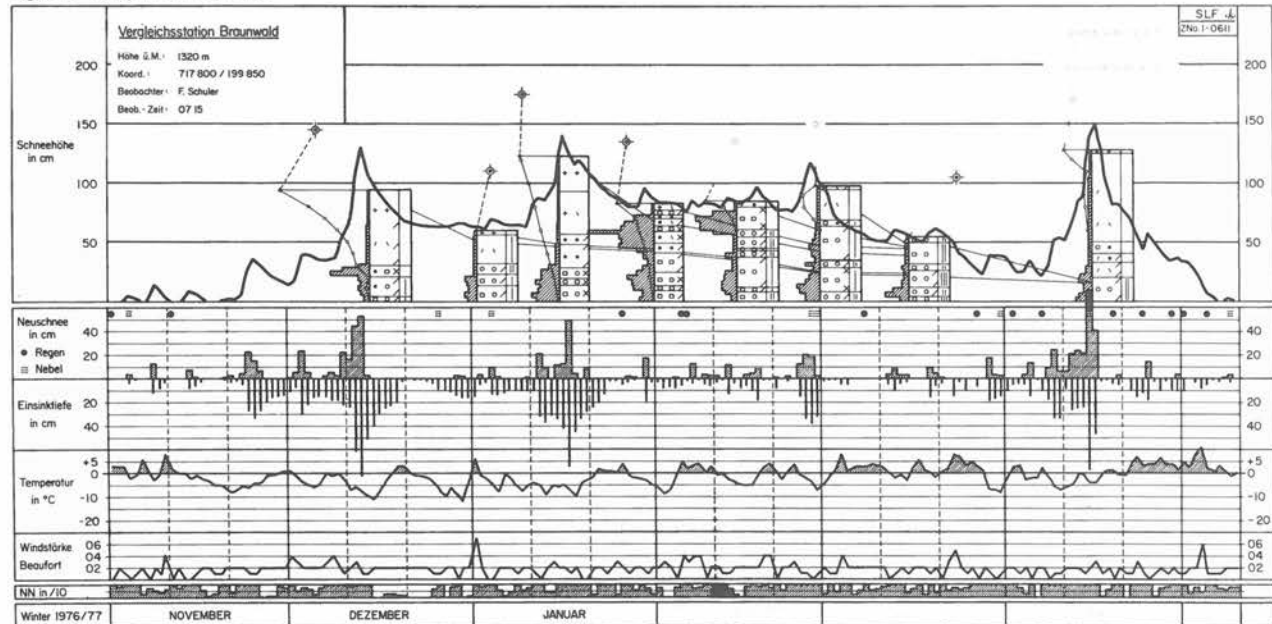 Vergleichsstation Braunwald
Höhe ü.M.: 1320 m
Koord.: 717 800 / 199 850
Beobachter: F. Schuler
Beob.-Zeit: 07 15
SLF
ZNo. 1-0611
Schneehöhe
in cm
200
150
100
50
200
150
100
50
Neuschnee
in cm
Regen
Nebel
40
20
40
20
Einsinktiefe
in cm
20
40
20
40
Temperatur
in °C
+5
0
-10
-20
+5
0
-10
-20
Windstärke
Beaufort
06
04
02
06
04
02
NN in /10
Winter 1976/77 NOVEMBER DEZEMBER JANUAR